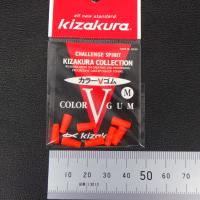 all new standard.
kizakura
CHALLENGE SPIRIT
KIZAKURA COLLECTION
カラーVゴム
M
COLOR V GUM
kizakura
10 20 30 40 50 70